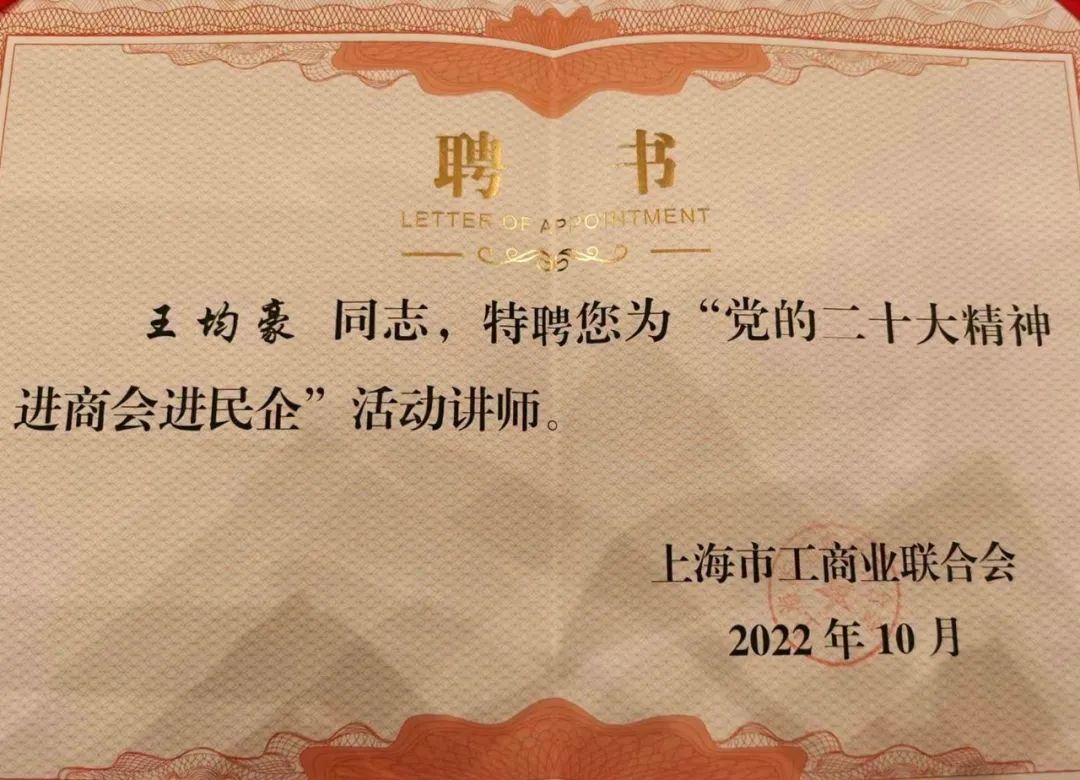 聘书
LETTER OF APPOINTMENT
王均豪 同志，特聘您为“党的二十大精神
进商会进民企”活动讲师。
上海市工商业联合会
2022年10月